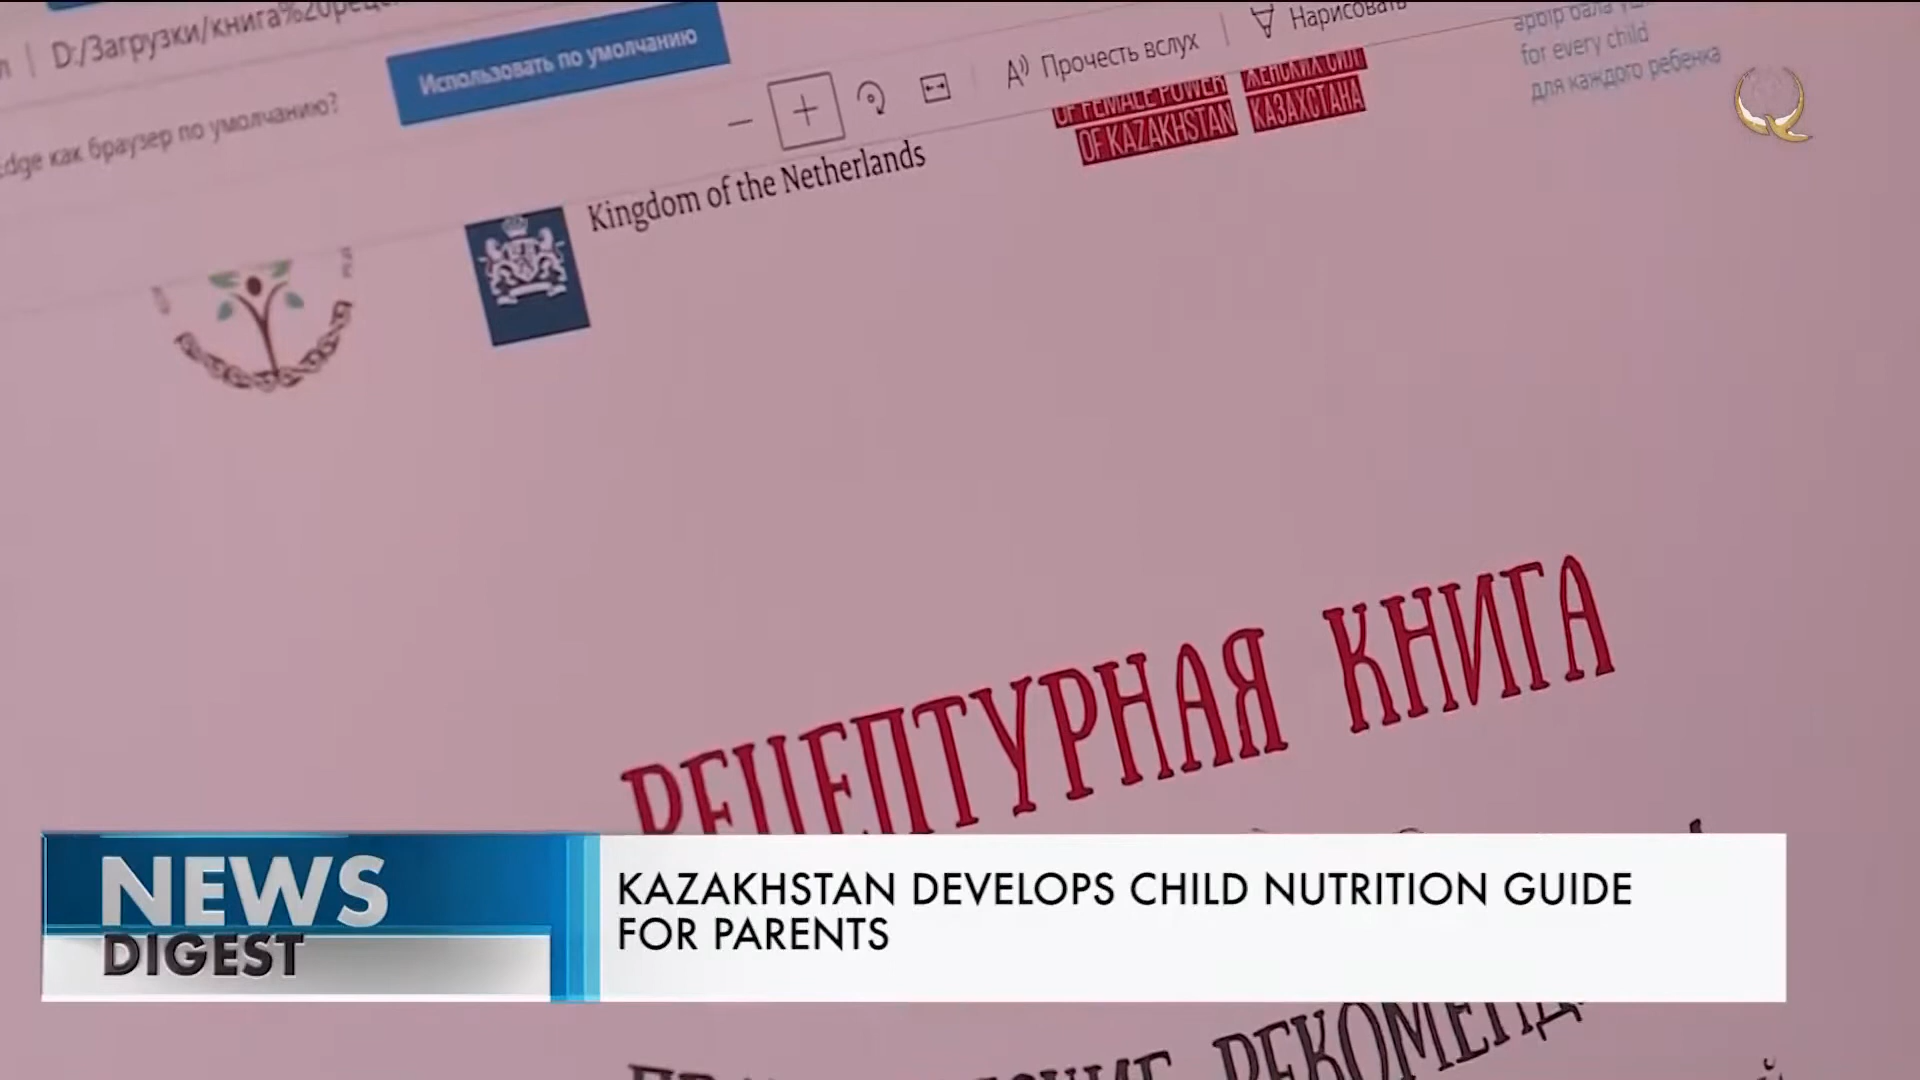 D:/Загрузки/книга%20реце
Использовать по умолчанию
Edge как браузер по умолчанию?
Прочесть вслух
Нарисовать
for every child
для каждого ребенка
OF FEMALE POWER
OF KAZAKHSTAN
ЖЕНСКИХ СИЛ
КАЗАХСТАНА
Kingdom of the Netherlands
РЕЦЕПТУРНАЯ КНИГА
NEWS
DIGEST
KAZAKHSTAN DEVELOPS CHILD NUTRITION GUIDE
FOR PARENTS